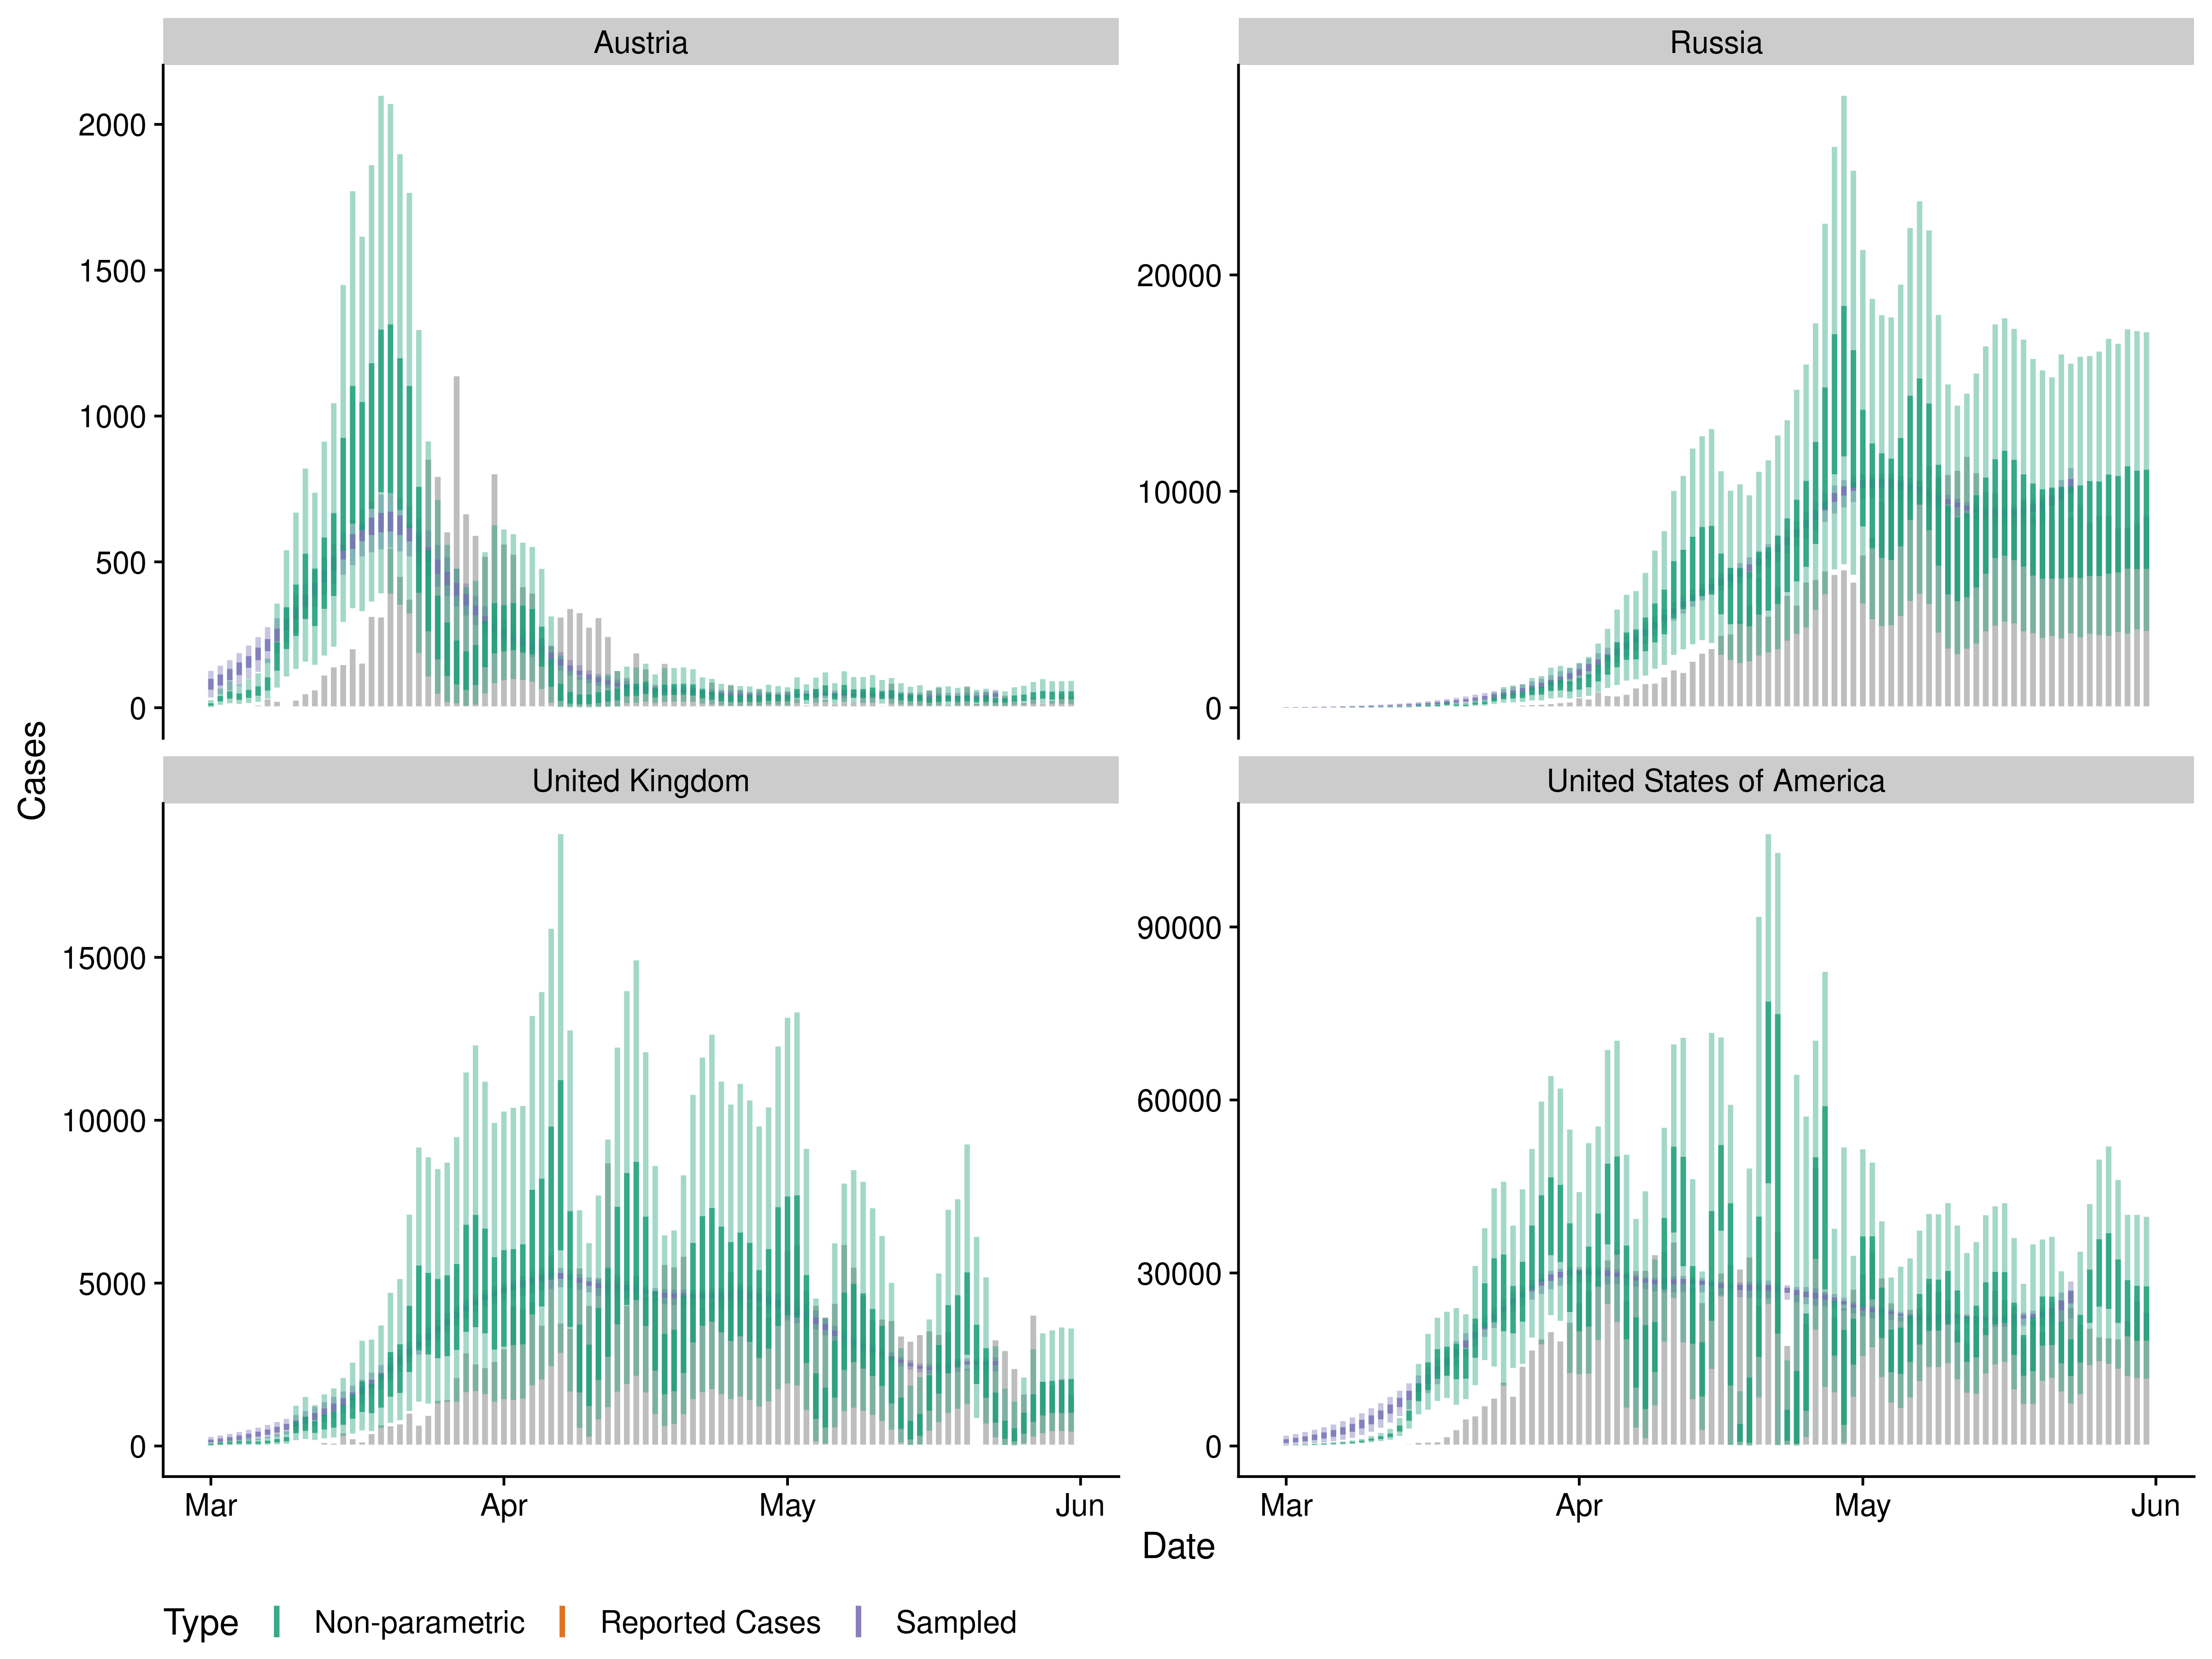 Austria
Russia
2000
1500
1000
500
0
20000
10000
0
Cases
United Kingdom
United States of America
15000
10000
5000
0
90000
60000
30000
0
Mar Apr May Jun
Mar Apr May Jun
Date
Type Non-parametric Reported Cases Sampled